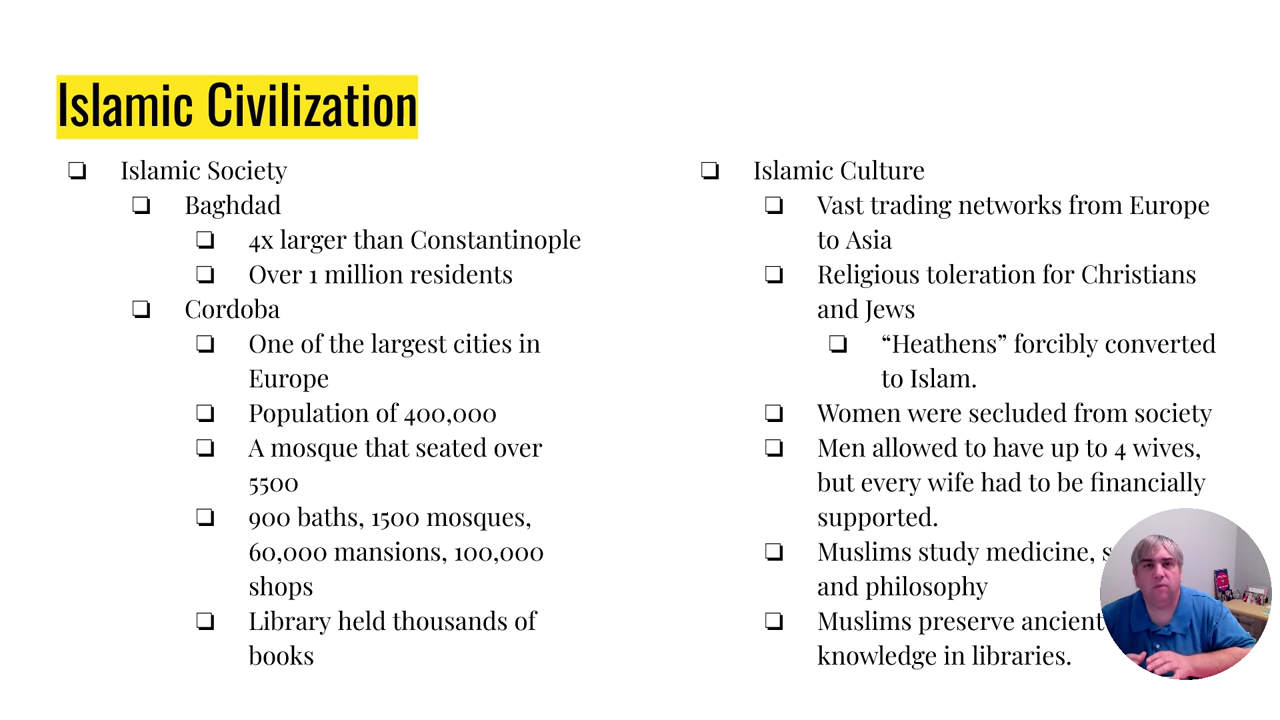 Islamic Civilization
Islamic Society
Baghdad
4x larger than Constantinople
Over 1 million residents
Cordoba
One of the largest cities in
Europe
Population of 400,000
A mosque that seated over
5500
900 baths, 1500 mosques,
60,000 mansions, 100,000
shops
Library held thousands of
books
Islamic Culture
Vast trading networks from Europe
to Asia
Religious toleration for Christians
and Jews
“Heathens” forcibly converted
to Islam.
Women were secluded from society
Men allowed to have up to 4 wives,
but every wife had to be financially
supported.
Muslims study medicine,
and philosophy
Muslims preserve ancient
knowledge in libraries.